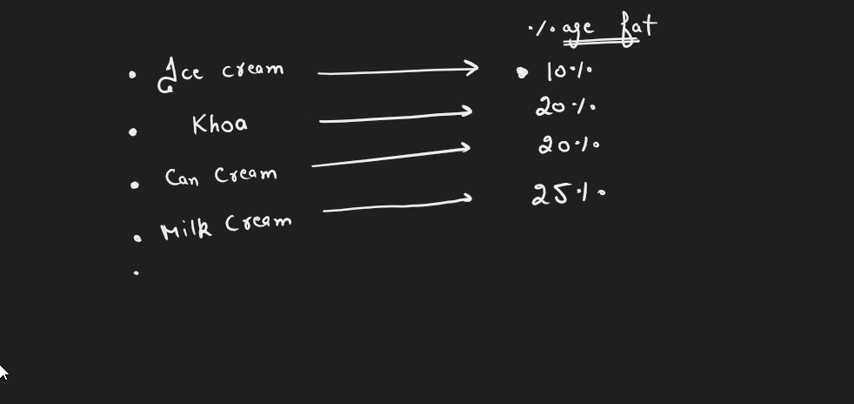 %age fat
• Ice cream → • 10%
• Khoa → 20%
• Can Cream → 20%
• Milk Cream → 25%
•